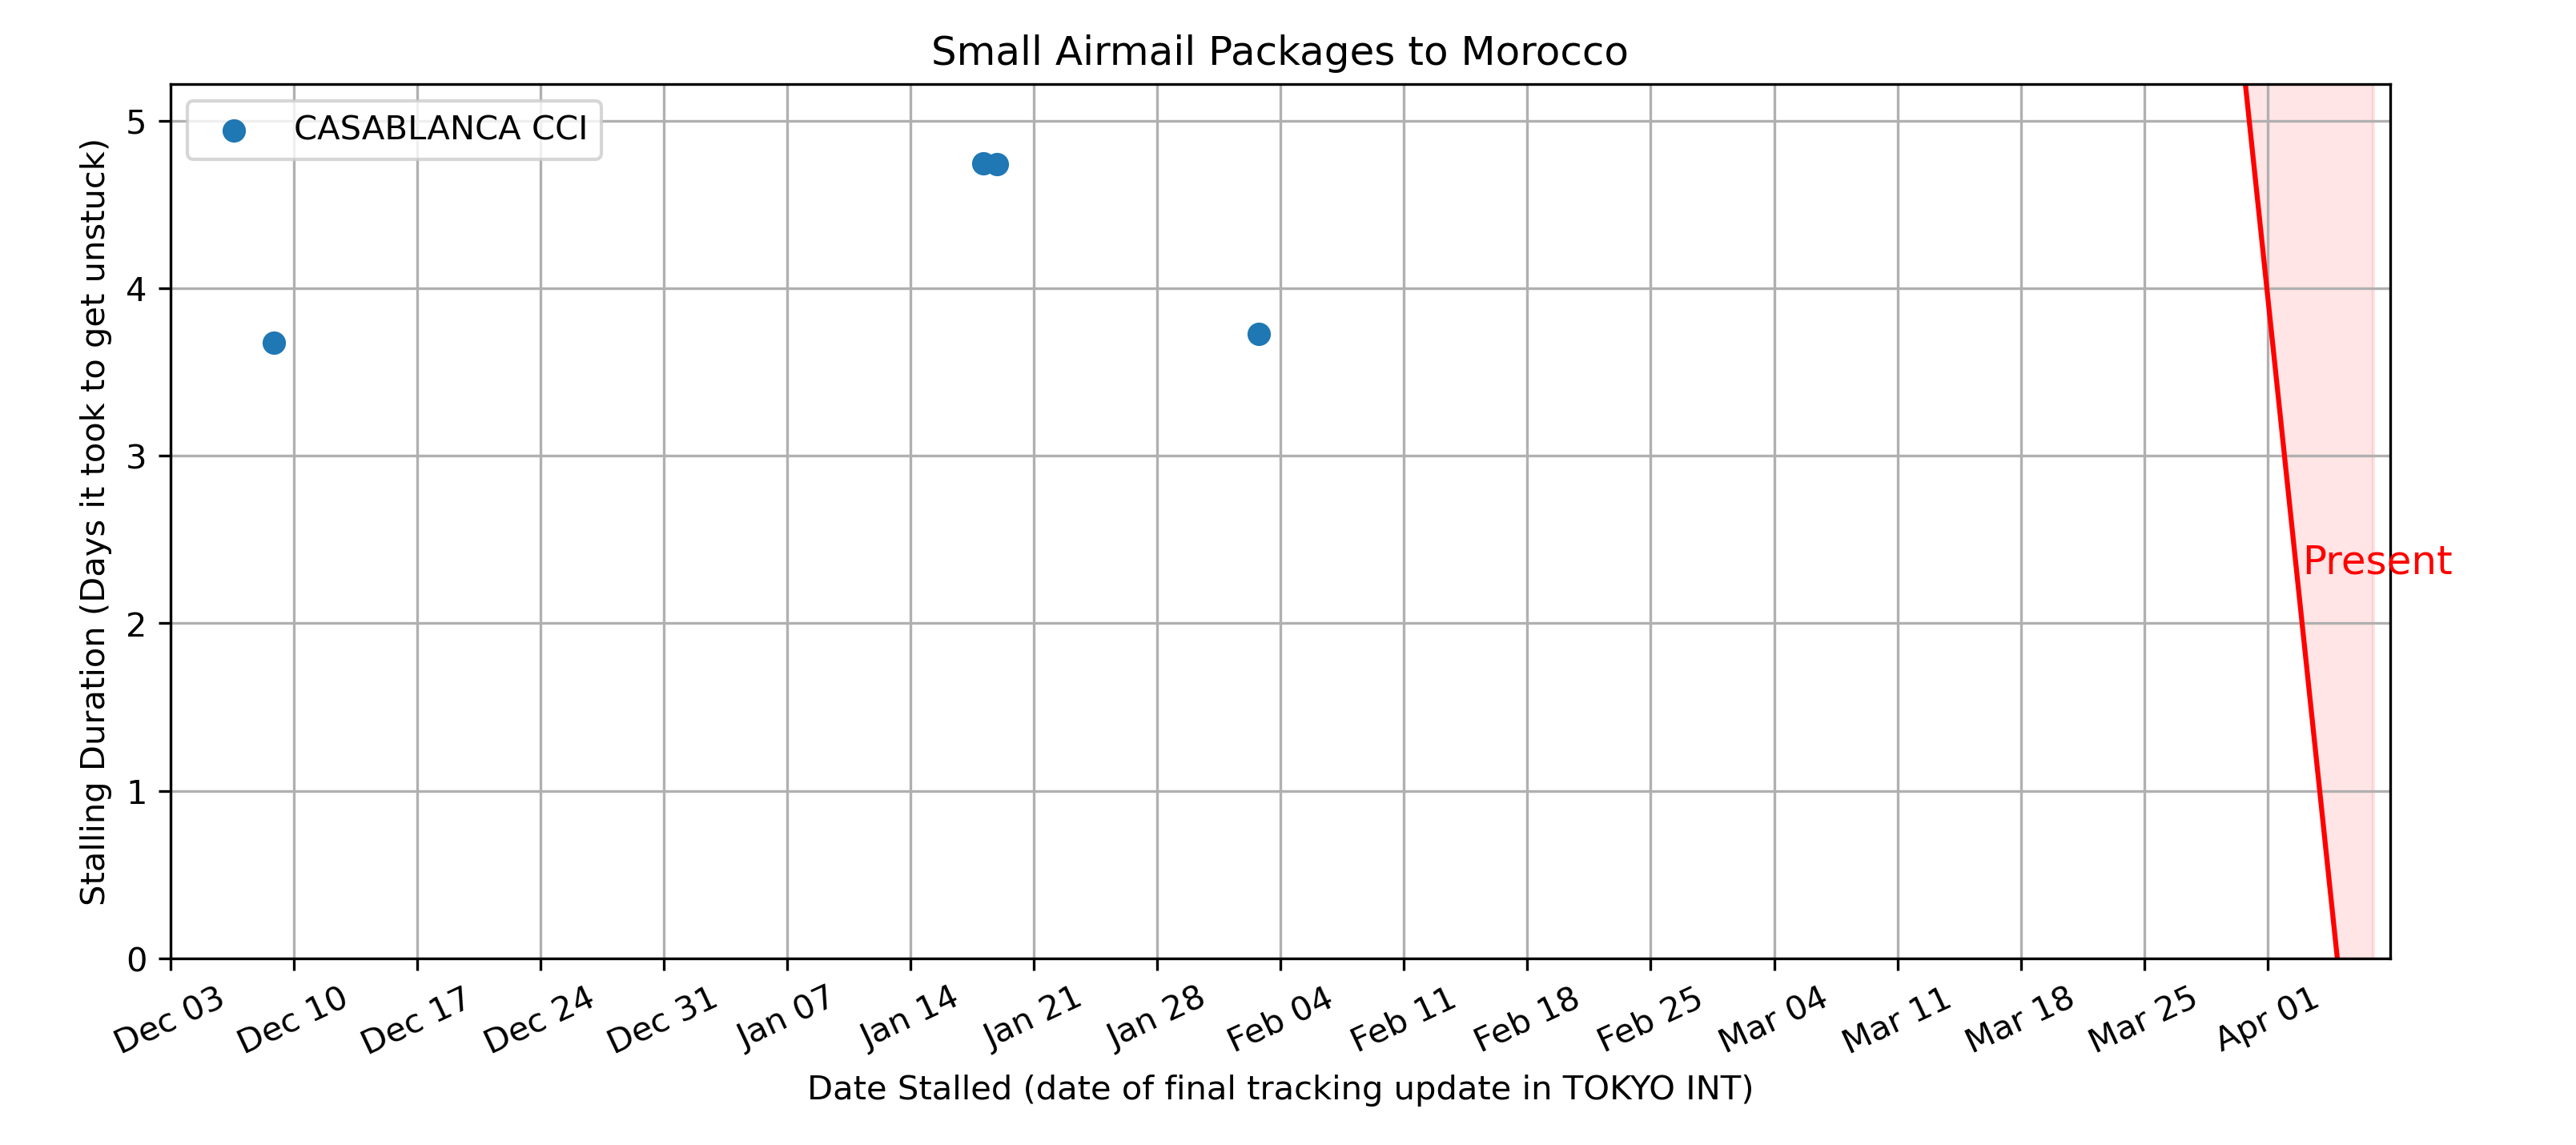 Small Airmail Packages to Morocco
CASABLANCA CCI
5
4
3
2
1
0
Stalling Duration (Days it took to get unstuck)
Present
Dec 03
Dec 10
Dec 17
Dec 24
Dec 31
Jan 07
Jan 14
Jan 21
Jan 28
Feb 04
Feb 11
Feb 18
Feb 25
Mar 04
Mar 11
Mar 18
Mar 25
Apr 01
Date Stalled (date of final tracking update in TOKYO INT)